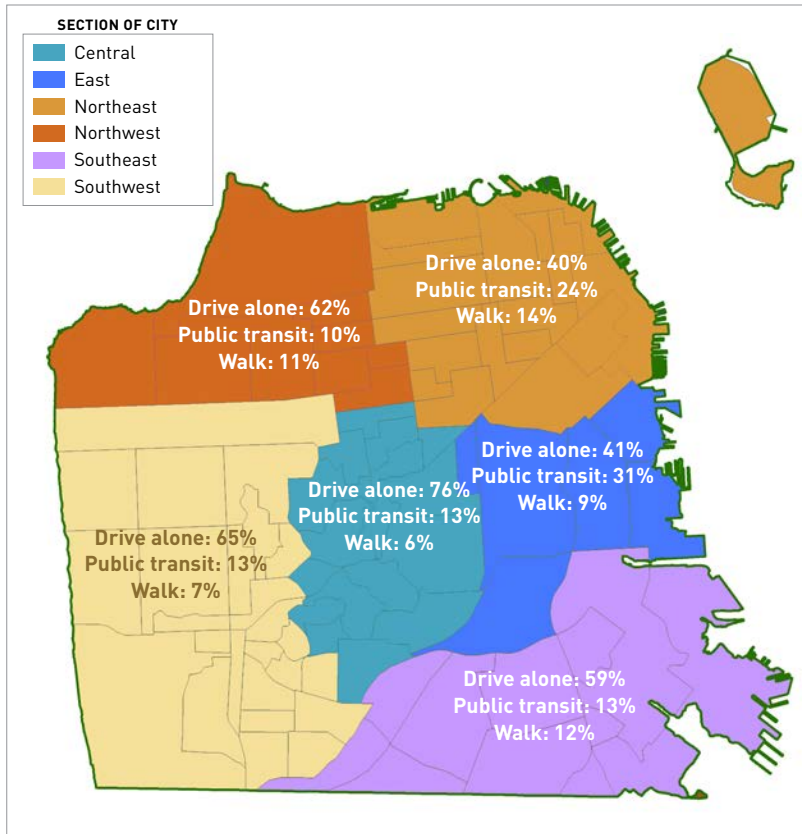 SECTION OF CITY
Central
East
Northeast
Northwest
Southeast
Southwest
Drive alone: 40%
Public transit: 24%
Walk: 14%
Drive alone: 62%
Public transit: 10%
Walk: 11%
Drive alone: 41%
Public transit: 31%
Walk: 9%
Drive alone: 76%
Public transit: 13%
Walk: 6%
Drive alone: 65%
Public transit: 13%
Walk: 7%
Drive alone: 59%
Public transit: 13%
Walk: 12%